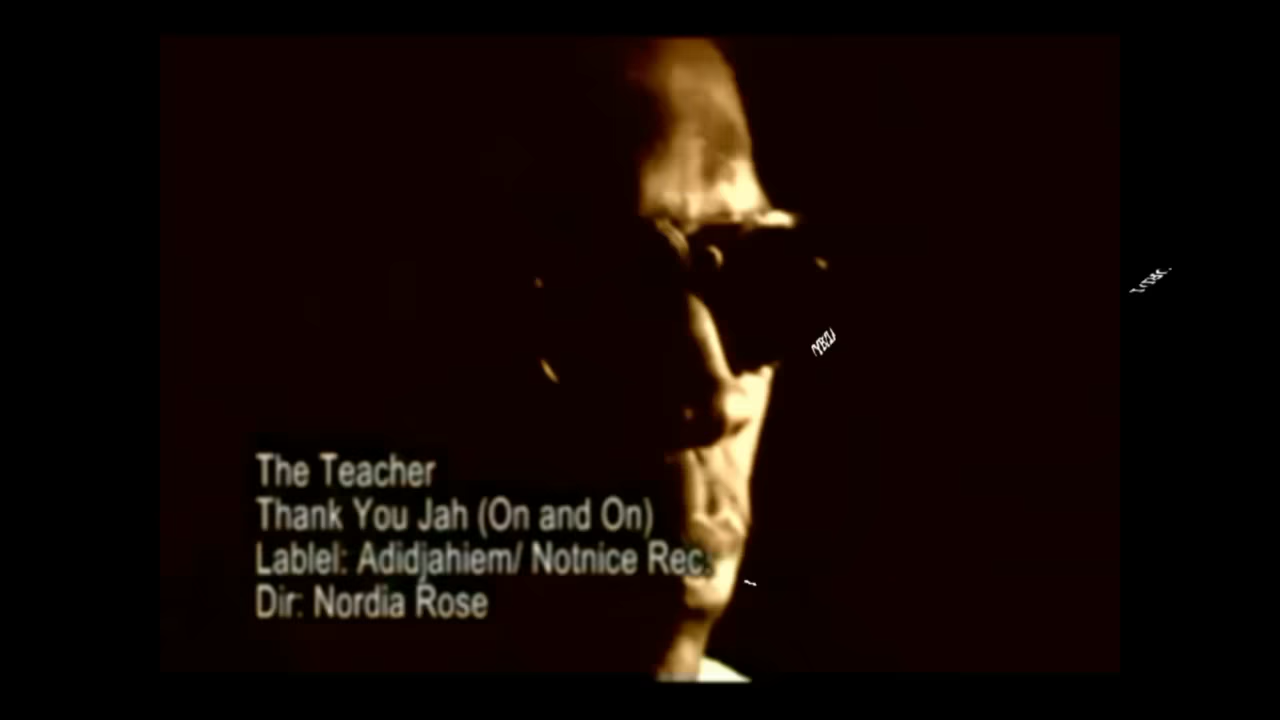 The Teacher
Thank You Jah (On and On)
Lablel: Adidjahiem/ Notnice Rec.
Dir: Nordia Rose